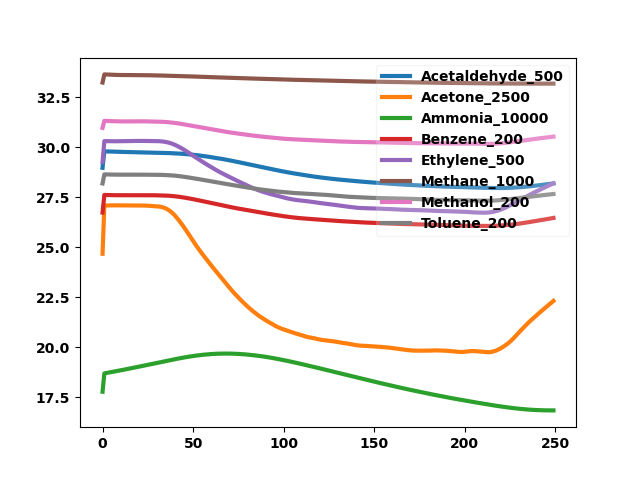 Acetaldehyde_500
Acetone_2500
Ammonia_10000
Benzene_200
Ethylene_500
Methane_1000
Methanol_200
Toluene_200
32.5
30.0
27.5
25.0
22.5
20.0
17.5
0 50 100 150 200 250